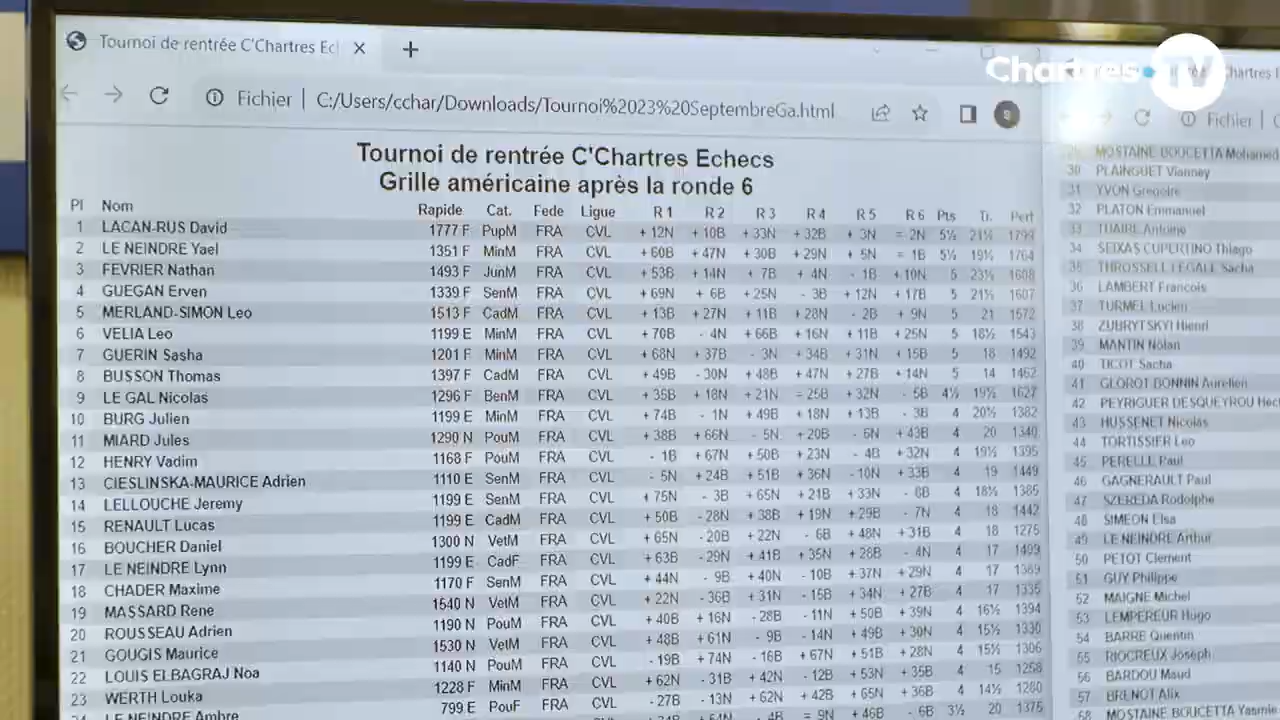 Chartres TV
Tournoi de rentrée C'Chartres Ec
Fichier | C:/Users/cchar/Downloads/Tournoi%2023%20SeptembreGa.html
Tournoi de rentrée C'Chartres Echecs
Grille américaine après la ronde 6
Pl Nom Rapide Cat. Fede Ligue R 1 R 2 R 3 R 4 R 5 R 6 Pts Tr. Perf
1 LACAN-RUS David 1777 F PupM FRA CVL + 12N + 10B + 33N + 32B + 3N = 2N 5½ 21½ 1794
2 LE NEINDRE Yael 1351 F MinM FRA CVL + 60B + 47N + 30B + 29N + 5N = 1B 5½ 19½ 1764
3 FEVRIER Nathan 1493 F JunM FRA CVL + 53B + 14N + 7B + 4N - 1B + 10N 5 23½ 1608
4 GUEGAN Erven 1339 F SenM FRA CVL + 69N + 6B + 25N - 3B + 12N + 17B 5 21½ 1607
5 MERLAND-SIMON Leo 1513 F CadM FRA CVL + 13B + 27N + 11B + 28N - 2B + 9N 5 21 1572
6 VELIA Leo 1199 E MinM FRA CVL + 70B - 4N + 66B + 16N + 11B + 25N 5 18½ 1543
7 GUERIN Sasha 1201 F MinM FRA CVL + 68N + 37B - 3N + 34B + 31N + 15B 5 18 1492
8 BUSSON Thomas 1397 F CadM FRA CVL + 49B - 30N + 48B + 47N + 27B + 14N 5 14 1462
9 LE GAL Nicolas 1296 F BenM FRA CVL + 35B + 18N + 21N = 25B + 32N - 5B 4½ 19½ 1627
10 BURG Julien 1199 E MinM FRA CVL + 74B - 1N + 49B + 18N + 13B - 3B 4 20½ 1382
11 MIARD Jules 1290 N PouM FRA CVL + 38B + 66N - 5N + 20B - 6N + 43B 4 20 1340
12 HENRY Vadim 1168 F PouM FRA CVL - 1B + 67N + 50B + 23N - 4B + 32N 4 19½ 1395
13 CIESLINSKA-MAURICE Adrien 1110 E SenM FRA CVL - 5N + 24B + 51B + 36N - 10N + 33B 4 19 1449
14 LELLOUCHE Jeremy 1199 E SenM FRA CVL + 75N - 3B + 65N + 21B + 33N - 8B 4 18½ 1385
15 RENAULT Lucas 1199 E CadM FRA CVL + 50B - 28N + 38B + 19N + 29B - 7N 4 18 1442
16 BOUCHER Daniel 1300 N VetM FRA CVL + 65N - 20B + 22N - 6B + 48N + 31B 4 18 1275
17 LE NEINDRE Lynn 1199 E CadF FRA CVL + 63B - 29N + 41B + 35N + 28B - 4N 4 17 1499
18 CHADER Maxime 1170 F SenM FRA CVL + 44N - 9B + 40N - 10B + 37N + 29N 4 17 1369
19 MASSARD Rene 1540 N VetM FRA CVL + 22N - 36B + 31N - 15B + 34N + 27B 4 17 1335
20 ROUSSEAU Adrien 1190 N PouM FRA CVL + 40B + 16N - 28B - 11N + 50B + 39N 4 16½ 1394
21 GOUGIS Maurice 1530 N VetM FRA CVL + 48B + 61N - 9B - 14N + 49B + 30N 4 15½ 1330
22 LOUIS ELBAGRAJ Noa 1140 N PouM FRA CVL - 19B + 74N - 16B + 67N + 51B + 28N 4 15½ 1306
23 WERTH Louka 1228 F MinM FRA CVL + 62N - 31B + 42N - 12B + 53N + 35B 4 15 1258
24 LE NEINDRE Ambre 799 E PouF FRA CVL - 27B - 13N + 62N + 42B + 65N + 36B 4 14½ 1280
- 4B = 9N + 46B - 6B 3½ 20 1375
Chartres E
Fichier
MOSTAINE BOUCETTA Mohamed
30 PLAINGUET Vianney
31 YVON Gregoire
32 PLATON Emmanuel
33 TUAIRE Antoine
34 SEIXAS CUPERTINO Thiago
35 THROSSELL LEGALE Sacha
36 LAMBERT Francois
37 TURMEL Lucien
38 ZUBRYTSKYI
39 MANTIN Nolan
40 TICOT Sacha
41 GLOROT BONNIN Aurelien
42 PEYRIGUER DESQUEYROU Hect
43 HUSSENET Nicolas
44 TORTISSIER Leo
45 PERELLE Paul
46 GAGNERAULT Paul
47 SZEREDA Rodolphe
48 SIMEON Elsa
49 LE NEINDRE Arthur
50 PETOT Clement
51 GUY Philippe
52 MAIGNE Michel
53 LEMPEREUR Hugo
54 BARRE Quentin
55 RIOCREUX Joseph
56 BARDOU Maud
57 BRENOT Alix
58 MOSTAINE BOUCETTA Yasmie